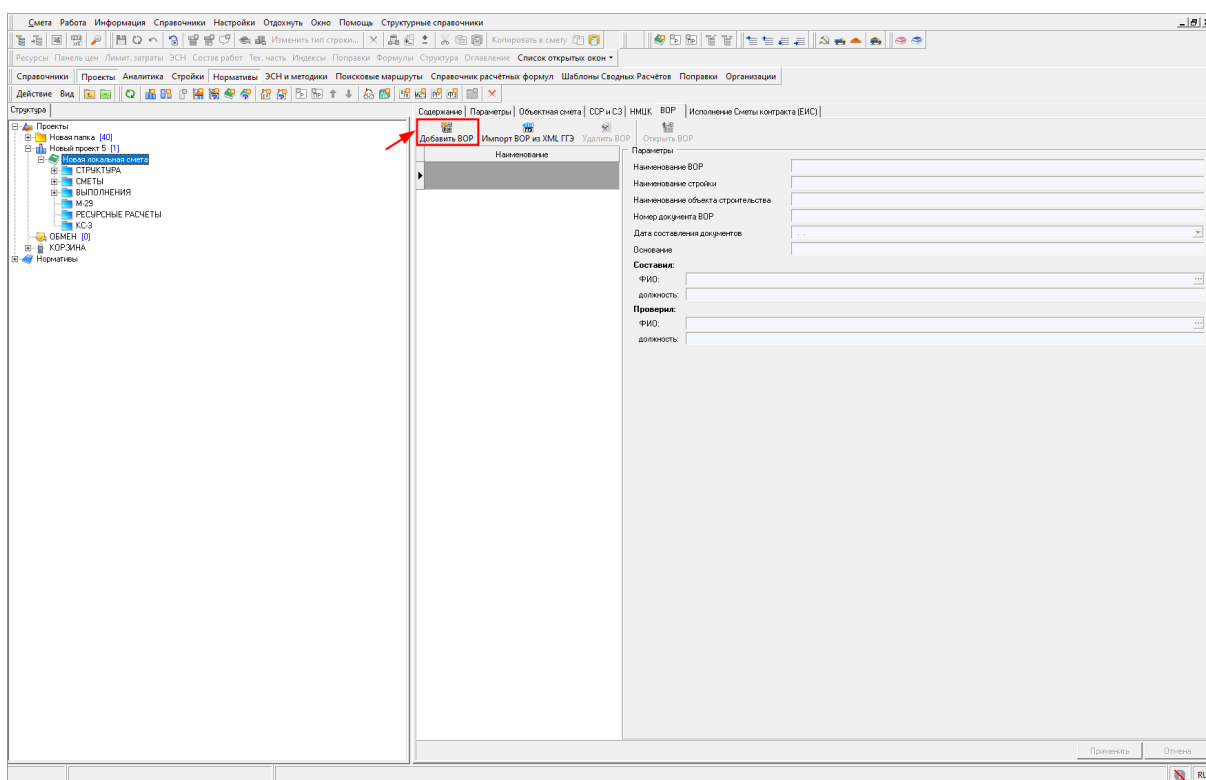 Смета Работа Информация Справочники Настройки Отдохнуть Окно Помощь Структурные справочники
Изменить тип строки... Копировать в смету
Ресурсы Панель цен Лимит. затраты ЭСН Состав работ Тех. часть Индексы Поправки Формулы Структура Оглавление Список открытых окон
Справочники Проекты Аналитика Стройки Нормативы ЭСН и методики Поисковые маршруты Справочник расчётных формул Шаблоны Сводных Расчётов Поправки Организации
Действие Вид
Структура
Содержание Параметры Объектная смета ССР и СЗ НМЦК ВОР Исполнение Сметы контракта (ЕИС)
Проекты
Новая папка [40]
Новый проект 5 [1]
Новая локальная смета
СТРУКТУРА
СМЕТЫ
ВЫПОЛНЕНИЯ
М-29
РЕСУРСНЫЕ РАСЧЕТЫ
КС-3
ОБМЕН [0]
КОРЗИНА
Нормативы
Добавить ВОР Импорт ВОР из XML ГГЭ Удалить ВОР Открыть ВОР
Наименование
Параметры
Наименование ВОР
Наименование стройки
Наименование объекта строительства
Номер документа ВОР
Дата составления документов
Основание
Составил:
ФИО:
должность:
Проверил:
ФИО:
должность:
Применить Отмена
RU